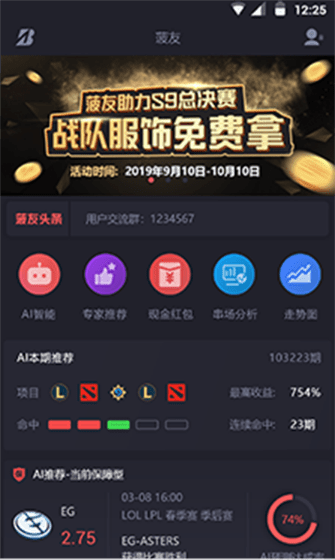 12:25
菠友
菠友助力S9总决赛
战队服饰免费拿
活动时间：2019年9月10日-10月10日
菠友头条 用户交流群：1234567
AI智能 专家推荐 现金红包 串场分析 走势图
AI本期推荐 103223期
项目 最高收益: 754%
命中 连续命中: 23期
AI推荐-当前保障型
03-08 16:00
EG LOL LPL 春季赛 季后赛
2.75 EG-ASTERS
74%
获得比赛胜利